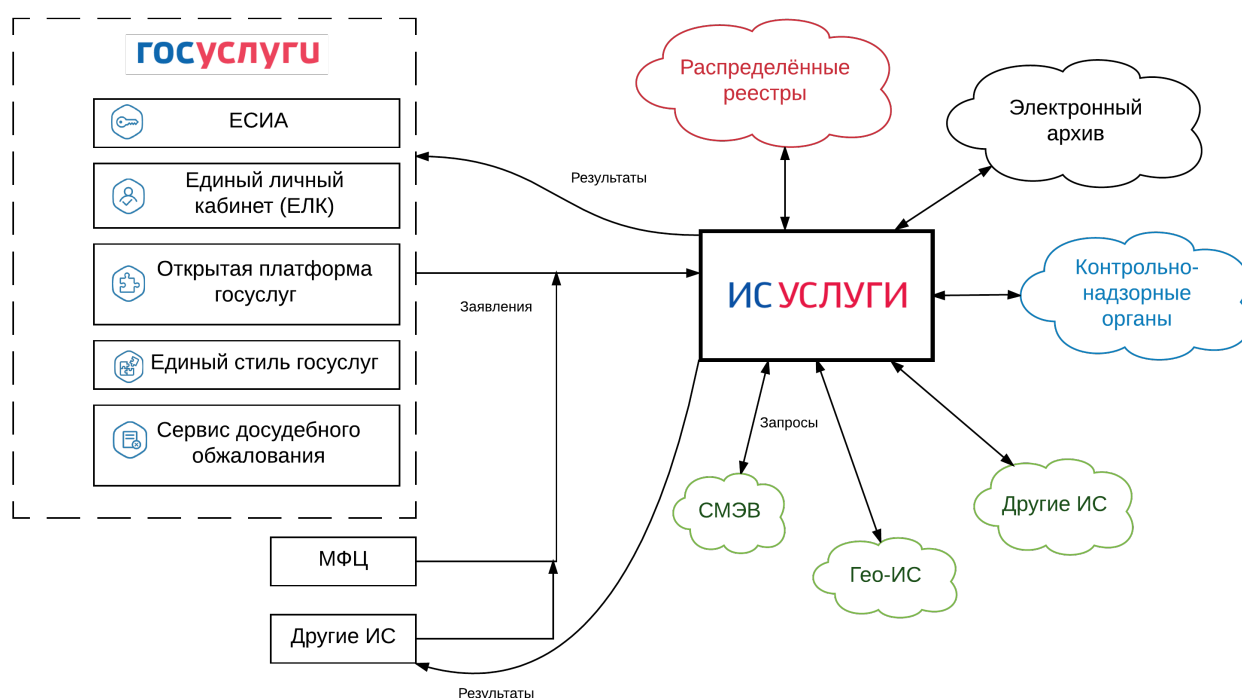 госуслуги
ЕСИА
Единый личный
кабинет (ЕЛК)
Открытая платформа
госуслуг
Единый стиль госуслуг
Сервис досудебного
обжалования
МФЦ
Другие ИС
Результаты
Заявления
Результаты
Распределённые
реестры
Электронный
архив
ИС УСЛУГИ
Контрольно-
надзорные
органы
Запросы
СМЭВ
Гео-ИС
Другие ИС